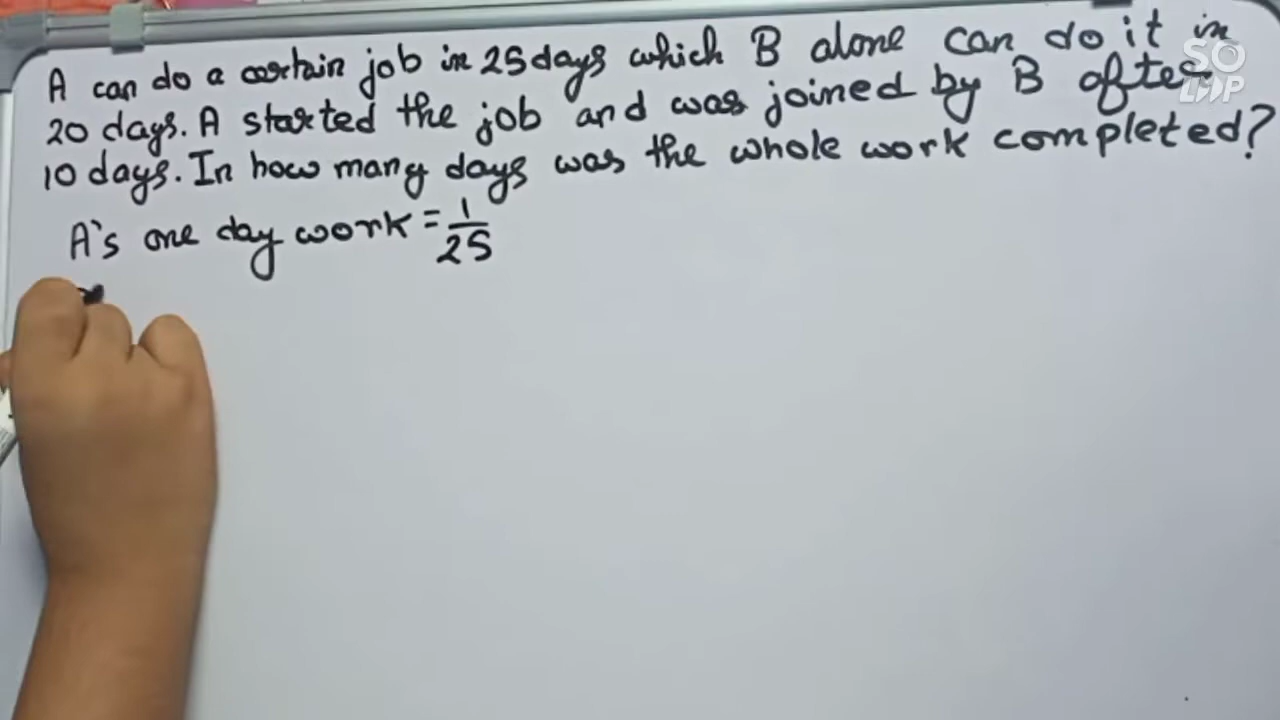 A can do a certain job in 25 days which B alone can do it in
20 days. A started the job and was joined by B after
10 days. In how many days was the whole work completed?
A's one day work = 1/25